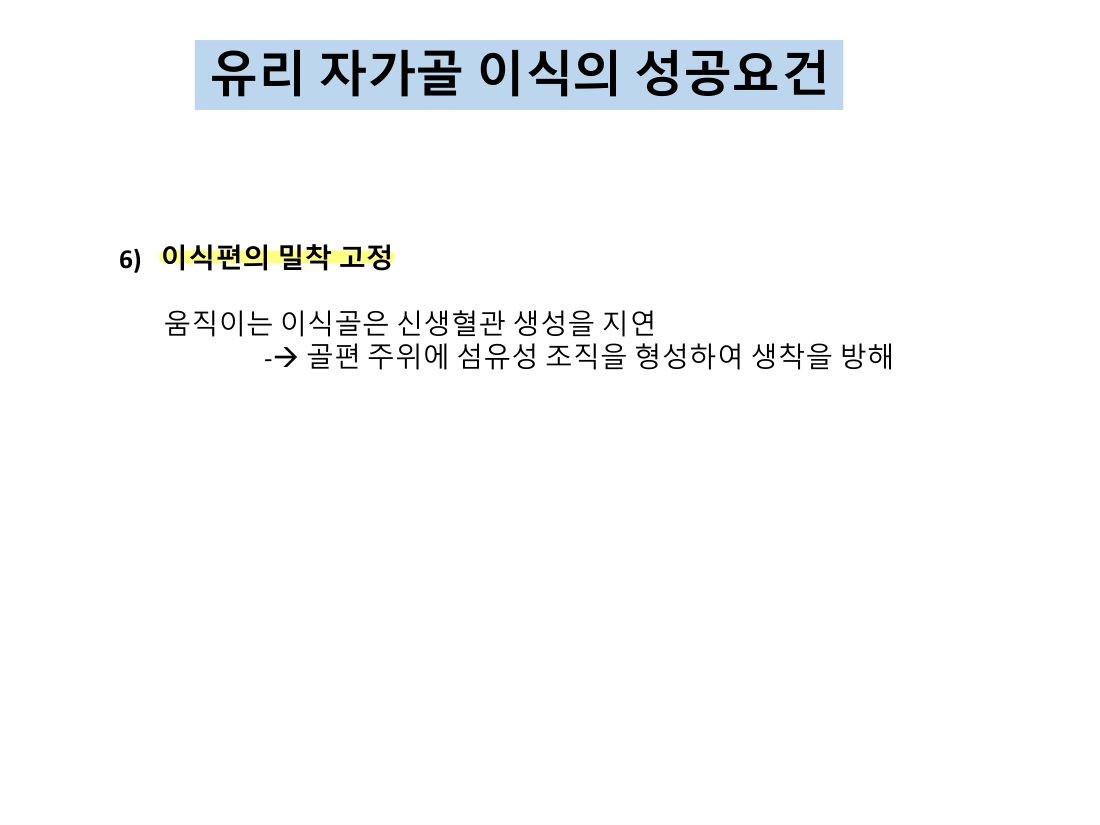 유리 자가골 이식의 성공요건
6) 이식편의 밀착 고정
움직이는 이식골은 신생혈관 생성을 지연
-→ 골편 주위에 섬유성 조직을 형성하여 생착을 방해